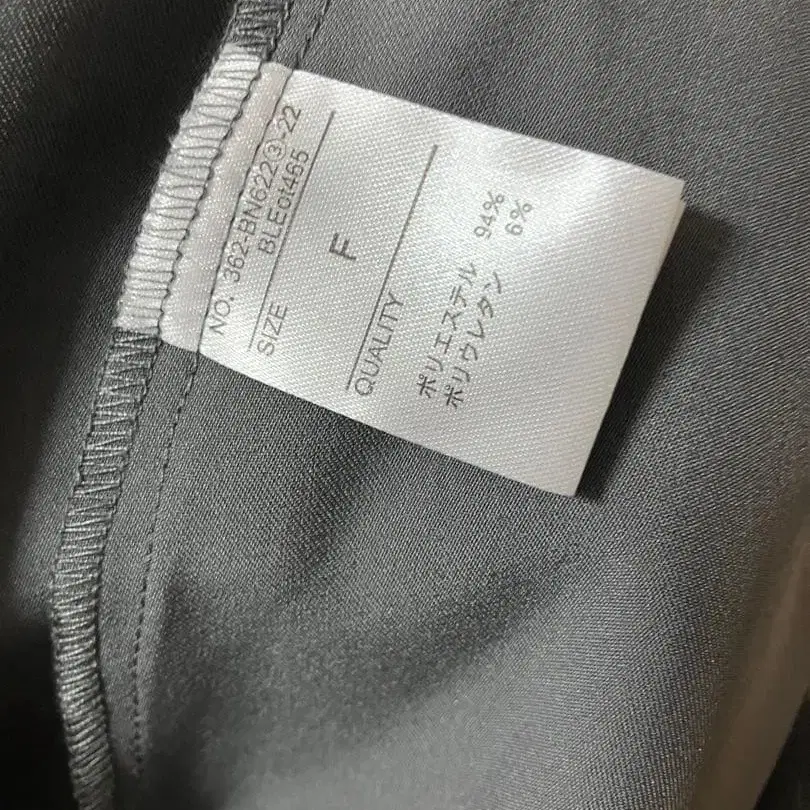 NO. 362-BN622③-22
BLEot465
SIZE
F
QUALITY
ポリエステル 94%
ポリウレタン 6%